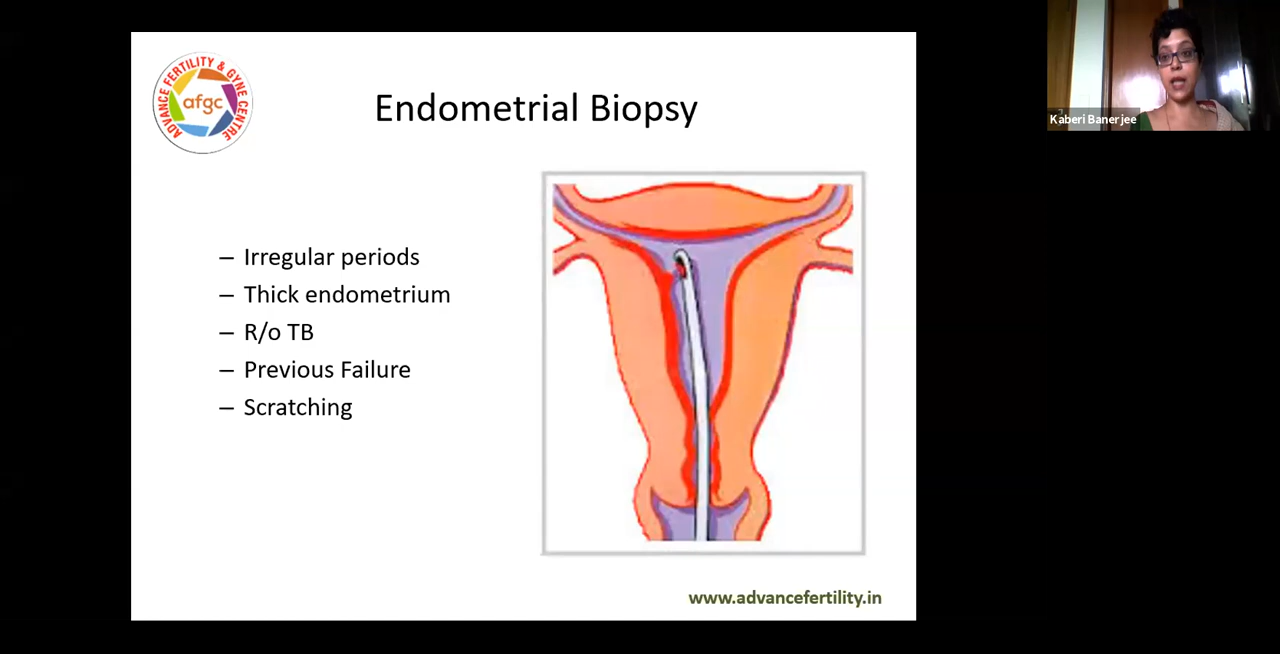 ADVANCE FERTILITY & GYNE CENTRE
afgc
Endometrial Biopsy
Kaberi Banerjee
– Irregular periods
– Thick endometrium
– R/o TB
– Previous Failure
– Scratching
www.advancefertility.in